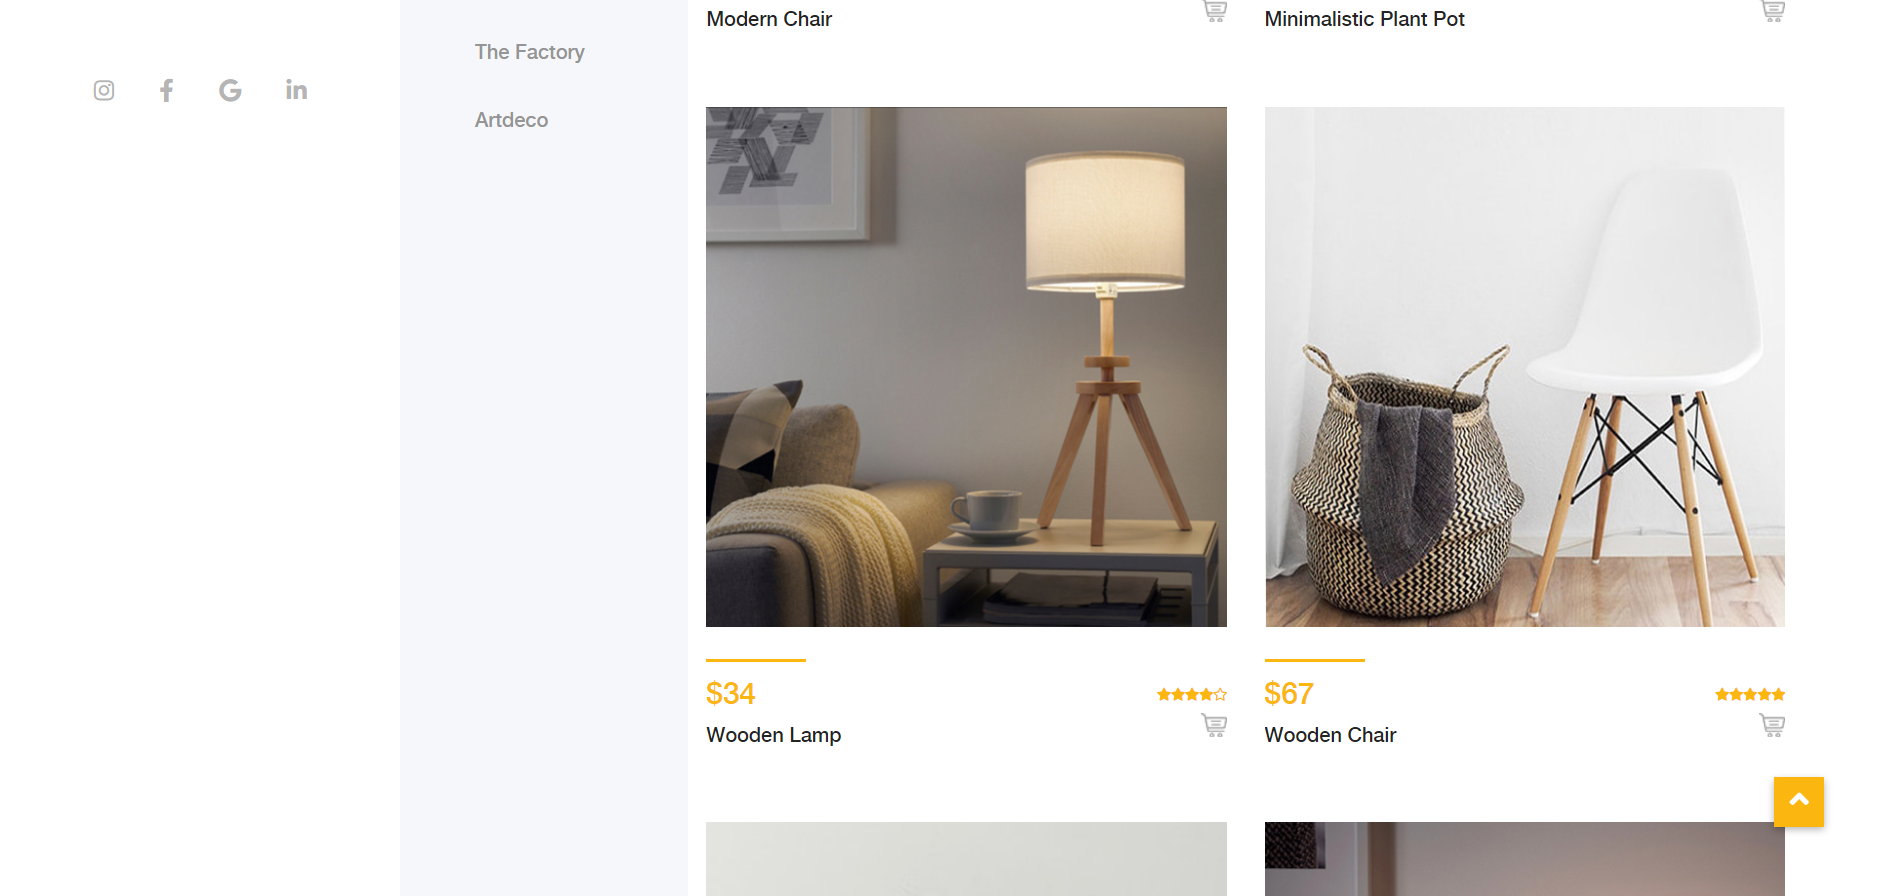 The Factory
Artdeco
Modern Chair
Minimalistic Plant Pot
$34
Wooden Lamp
$67
Wooden Chair